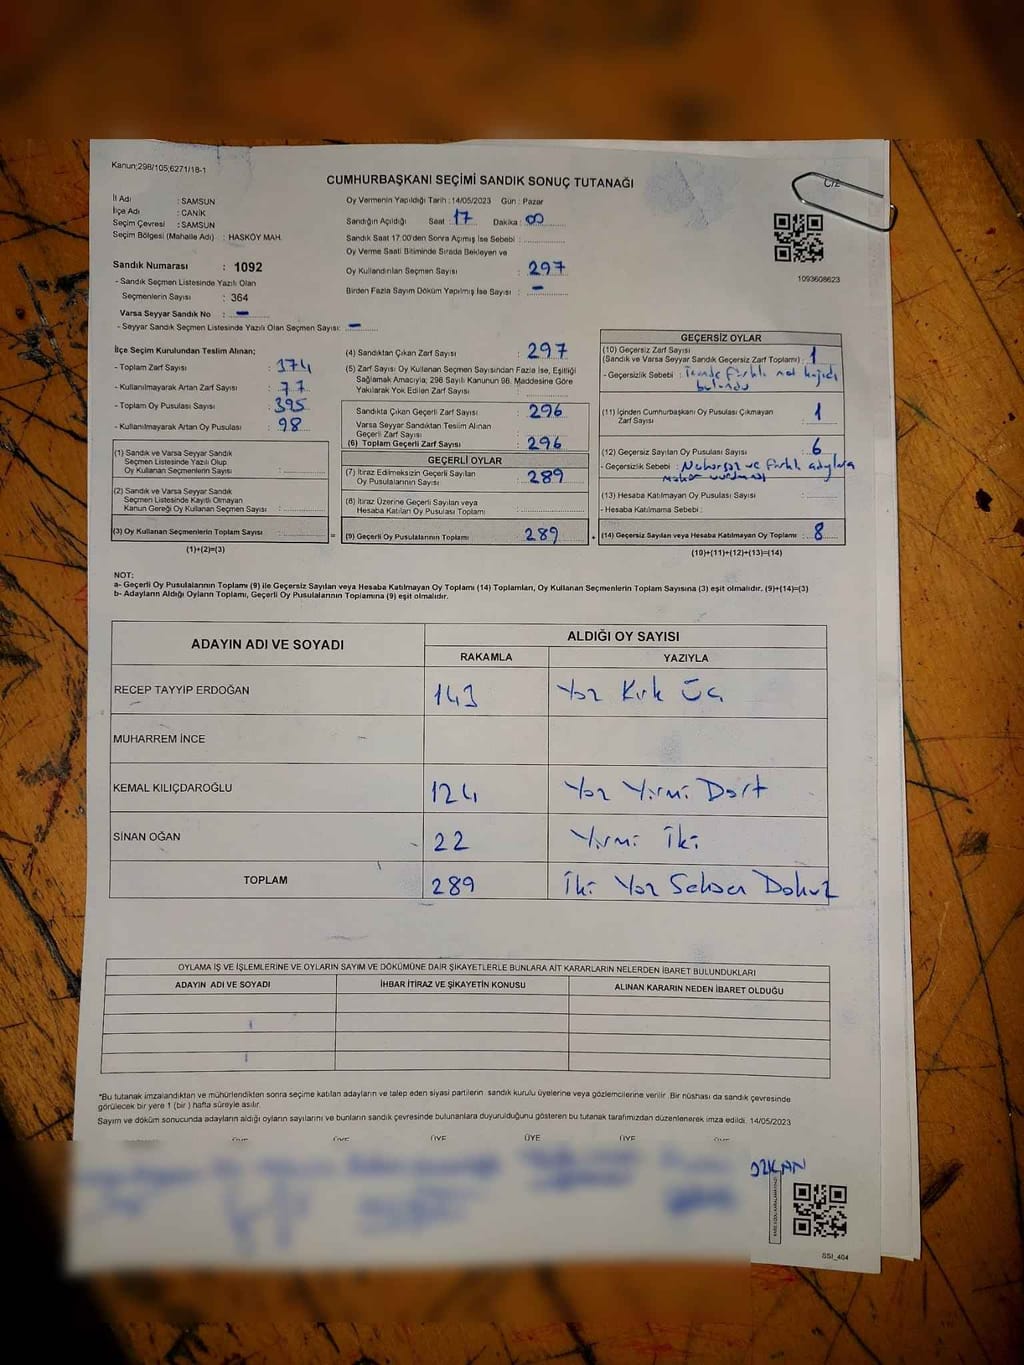 Kanun;298/105;6271/18-1
CUMHURBAŞKANI SEÇİMİ SANDIK SONUÇ TUTANAĞI
İl Adı : SAMSUN
İlçe Adı : CANİK
Seçim Çevresi : SAMSUN
Seçim Bölgesi (Mahalle Adı) : HASKÖY MAH.
Sandık Numarası : 1092
- Sandık Seçmen Listesinde Yazılı Olan
Seçmenlerin Sayısı : 364
Varsa Seyyar Sandık No : -
- Seyyar Sandık Seçmen Listesinde Yazılı Olan Seçmen Sayısı: -
Oy Vermenin Yapıldığı Tarih : 14/05/2023 Gün : Pazar
Sandığın Açıldığı Saat : 17 Dakika : 00
Sandık Saat 17:00'den Sonra Açımış İse Sebebi :
Oy Verme Saati Bitiminde Sırada Bekleyen ve
Oy Kullandırılan Seçmen Sayısı : 297
Birden Fazla Sayım Döküm Yapılmış İse Sayısı : -
1093608623
İlçe Seçim Kurulundan Teslim Alınan;
- Toplam Zarf Sayısı : 374
- Kullanılmayarak Artan Zarf Sayısı : 77
- Toplam Oy Pusulası Sayısı : 395
- Kullanılmayarak Artan Oy Pusulası : 98
(1) Sandık ve Varsa Seyyar Sandık
Seçmen Listesinde Yazılı Olup
Oy Kullanan Seçmenlerin Sayısı :
(2) Sandık ve Varsa Seyyar Sandık
Seçmen Listesinde Kayıtlı Olmayan
Kanun Gereği Oy Kullanan Seçmen Sayısı :
(3) Oy Kullanan Seçmenlerin Toplam Sayısı :
(1)+(2)=(3)
(4) Sandıktan Çıkan Zarf Sayısı : 297
(5) Zarf Sayısı Oy Kullanan Seçmen Sayısından Fazla İse, Eşitliği
Sağlamak Amacıyla, 298 Sayılı Kanunun 98. Maddesine Göre
Yakılarak Yok Edilen Zarf Sayısı :
Sandıkta Çıkan Geçerli Zarf Sayısı : 296
Varsa Seyyar Sandıktan Teslim Alınan
Geçerli Zarf Sayısı :
(6) Toplam Geçerli Zarf Sayısı : 296
GEÇERLİ OYLAR
(7) İtiraz Edilmeksizin Geçerli Sayılan
Oy Pusulalarının Sayısı : 289
(8) İtiraz Üzerine Geçerli Sayılan veya
Hesaba Katılan Oy Pusulası Toplamı :
(9) Geçerli Oy Pusulalarının Toplamı : 289
GEÇERSİZ OYLAR
(10) Geçersiz Zarf Sayısı
(Sandık ve Varsa Seyyar Sandık Geçersiz Zarf Toplamı) : 1
- Geçersizlik Sebebi : İçinde farklı not kağıdı
bulundu
(11) İçinden Cumhurbaşkanı Oy Pusulası Çıkmayan
Zarf Sayısı : 1
(12) Geçersiz Sayılan Oy Pusulası Sayısı : 6
- Geçersizlik Sebebi : Mühürsüz ve farklı adaylara
mühür vurulması
(13) Hesaba Katılmayan Oy Pusulası Sayısı :
- Hesaba Katılmama Sebebi :
(14) Geçersiz Sayılan veya Hesaba Katılmayan Oy Toplamı : 8
(10)+(11)+(12)+(13)=(14)
NOT:
a- Geçerli Oy Pusulalarının Toplamı (9) ile Geçersiz Sayılan veya Hesaba Katılmayan Oy Toplamı (14) Toplamları, Oy Kullanan Seçmenlerin Toplam Sayısına (3) eşit olmalıdır. (9)+(14)=(3)
b- Adayların Aldığı Oyların Toplamı, Geçerli Oy Pusulalarının Toplamına (9) eşit olmalıdır.
ADAYIN ADI VE SOYADI ALDIĞI OY SAYISI
RAKAMLA YAZIYLA
RECEP TAYYİP ERDOĞAN 143 Yüz Kırk Üç
MUHARREM İNCE
KEMAL KILIÇDAROĞLU 124 Yüz Yirmi Dört
SİNAN OĞAN 22 Yirmi İki
TOPLAM 289 İki Yüz Seksen Dokuz
OYLAMA İŞ VE İŞLEMLERİNE VE OYLARIN SAYIM VE DÖKÜMÜNE DAİR ŞİKAYETLERLE BUNLARA AİT KARARLARIN NELERDEN İBARET BULUNDUKLARI
ADAYIN ADI VE SOYADI İHBAR İTİRAZ VE ŞİKAYETİN KONUSU ALINAN KARARIN NEDEN İBARET OLDUĞU
*Bu tutanak imzalandıktan ve mühürlendikten sonra seçime katılan adayların ve talep eden siyasi partilerin sandık kurulu üyelerine veya gözlemcilerine verilir. Bir nüshası da sandık çevresinde
görülecek bir yere 1 (bir) hafta süreyle asılır.
Sayım ve döküm sonucunda adayların aldığı oyların sayılarını ve bunların sandık çevresinde bulunanlara duyurulduğunu gösteren bu tutanak tarafımızdan düzenlenerek imza edildi. 14/05/2023
ÜYE ÜYE ÜYE ÜYE ÜYE ÜYE
OZKAN
SSI_404